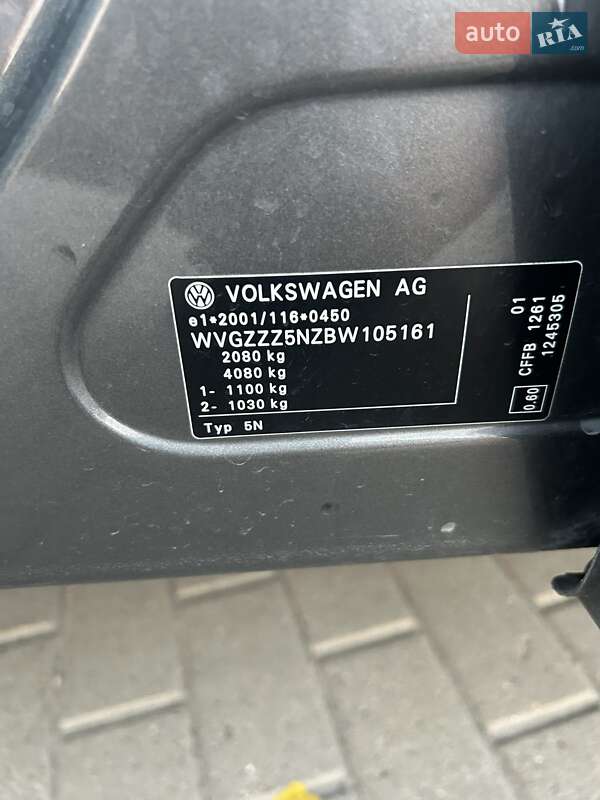 auto RIA .com
VOLKSWAGEN AG
e1*2001/116*0450
WVGZZZ5NZBW105161
2080 kg
4080 kg
1- 1100 kg
2- 1030 kg
Typ 5N
01
CFFB 1261
1245305
0.60